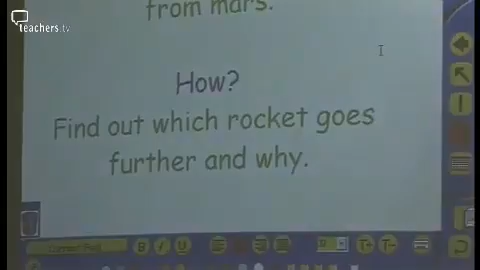 teachers.tv
from mars.
How?
Find out which rocket goes
further and why.
B I U
T+ T-